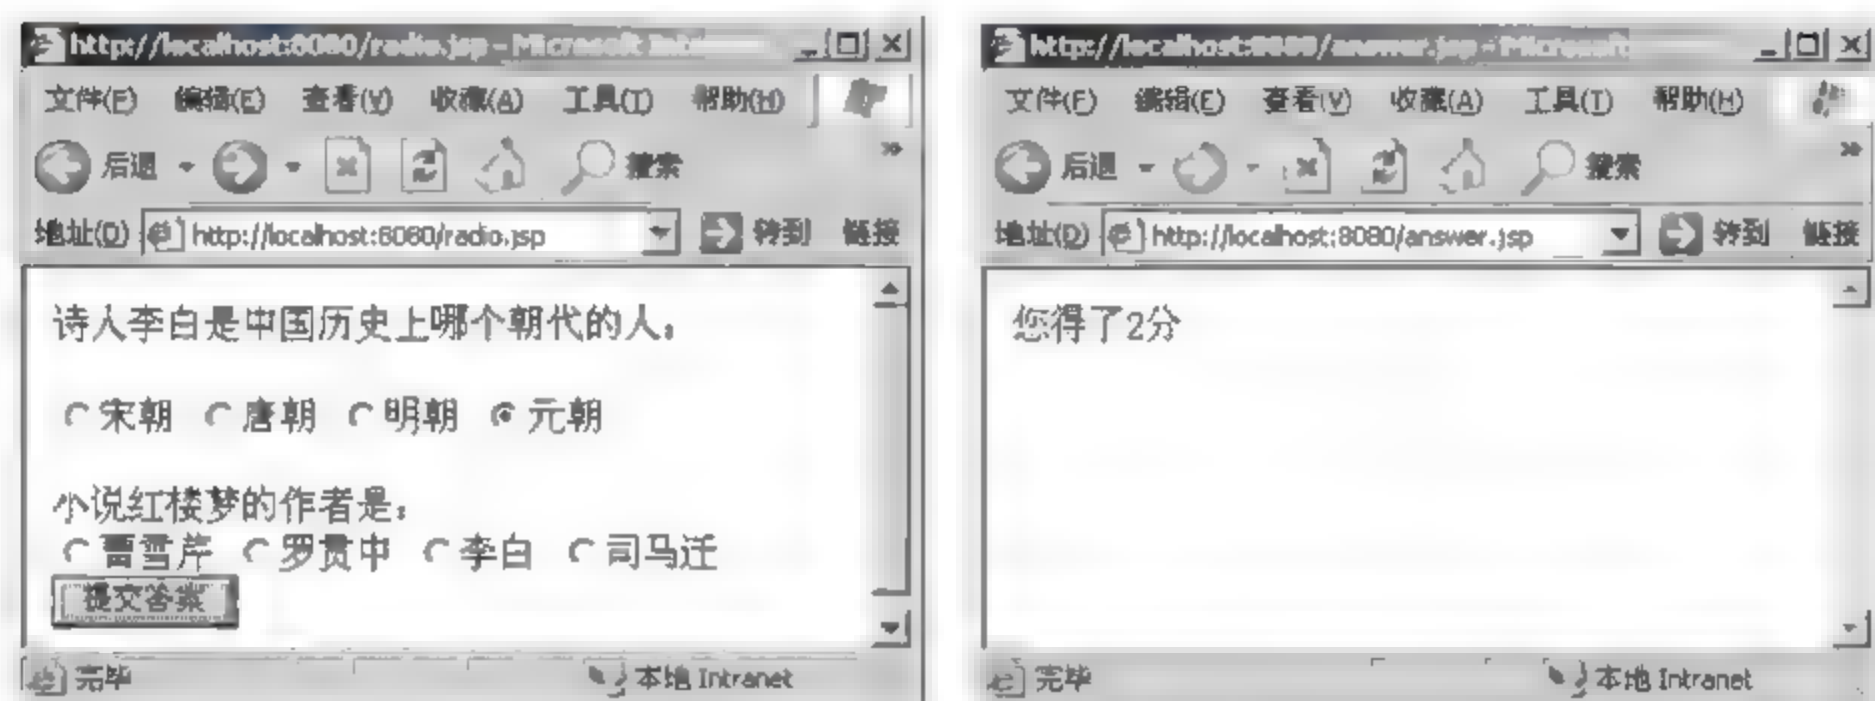 http://localhost:8080/radio.jsp - Microsoft Int
文件(F) 编辑(E) 查看(V) 收藏(A) 工具(T) 帮助(H)
后退 搜索
地址(D) http://localhost:8080/radio.jsp 转到 链接
诗人李白是中国历史上哪个朝代的人:
宋朝 唐朝 明朝 元朝
小说红楼梦的作者是:
曹雪芹 罗贯中 李白 司马迁
提交答案
完毕 本地 Intranet
http://localhost:8080/answer.jsp - Microsoft
文件(F) 编辑(E) 查看(V) 收藏(A) 工具(T) 帮助(H)
后退 搜索
地址(D) http://localhost:8080/answer.jsp 转到 链接
您得了2分
完毕 本地 Intranet